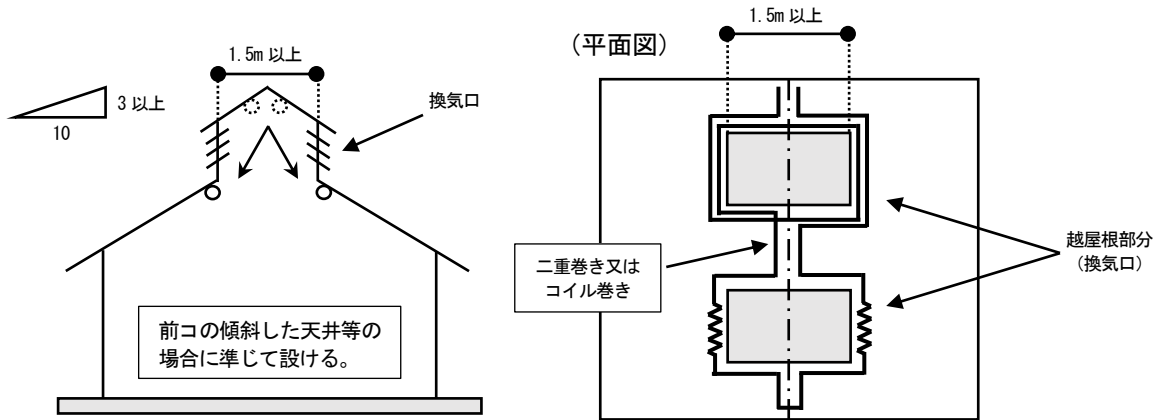 1.5m 以上
3 以上
10
換気口
前コの傾斜した天井等の
場合に準じて設ける。
（平面図）
1.5m 以上
二重巻き又は
コイル巻き
越屋根部分
（換気口）